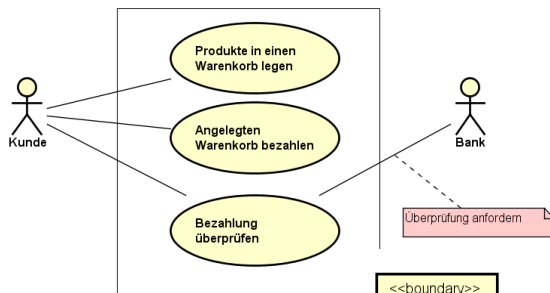 Produkte in einen
Warenkorb legen
Kunde
Angelegten
Warenkorb bezahlen
Bank
Bezahlung
überprüfen
Überprüfung anfordern
<<boundary>>